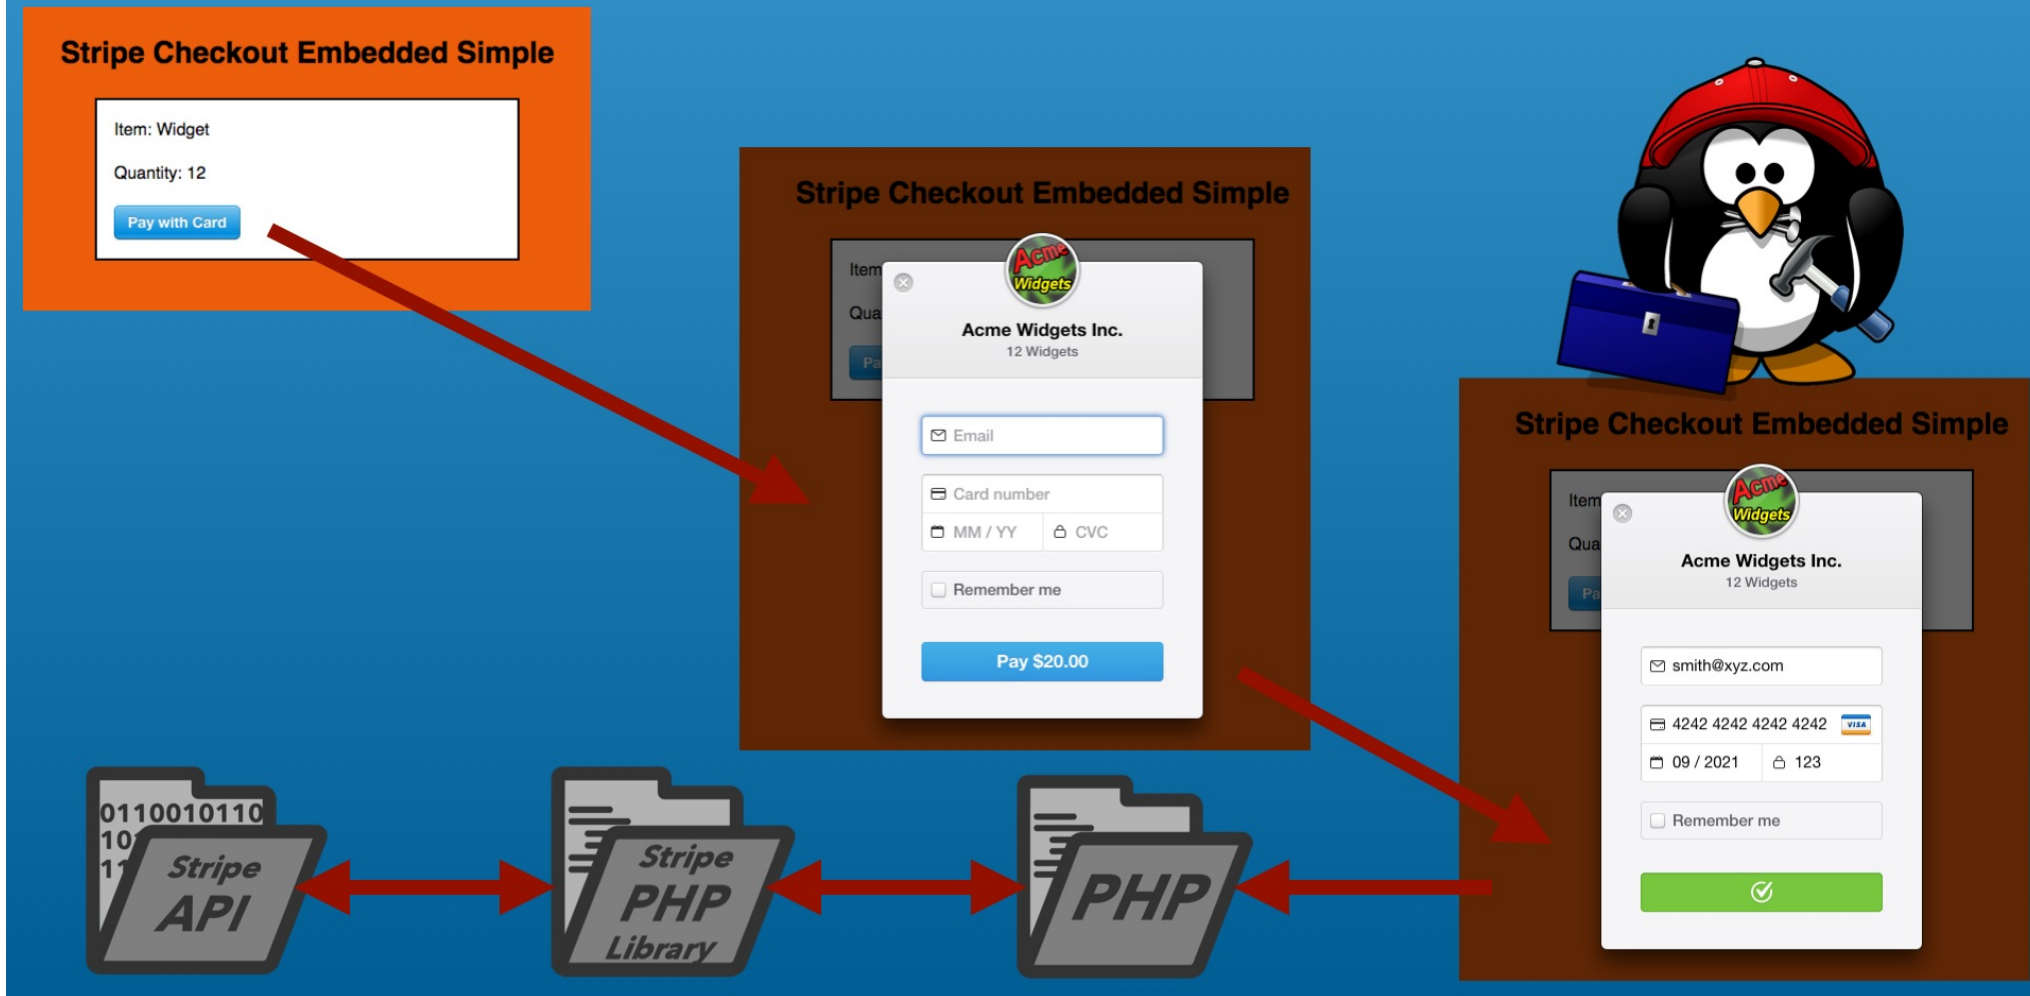 Stripe Checkout Embedded Simple
Item: Widget
Quantity: 12
Pay with Card
Stripe Checkout Embedded Simple
Item
Acme
Widgets
Qua
Acme Widgets Inc.
12 Widgets
Pa
Email
Card number
MM / YY CVC
Remember me
Pay $20.00
Stripe Checkout Embedded Simple
Item
Acme
Widgets
Qua
Acme Widgets Inc.
12 Widgets
Pa
smith@xyz.com
4242 4242 4242 4242 VISA
09 / 2021 123
Remember me
0110010110
10
11
Stripe
API
Stripe
PHP
Library
PHP